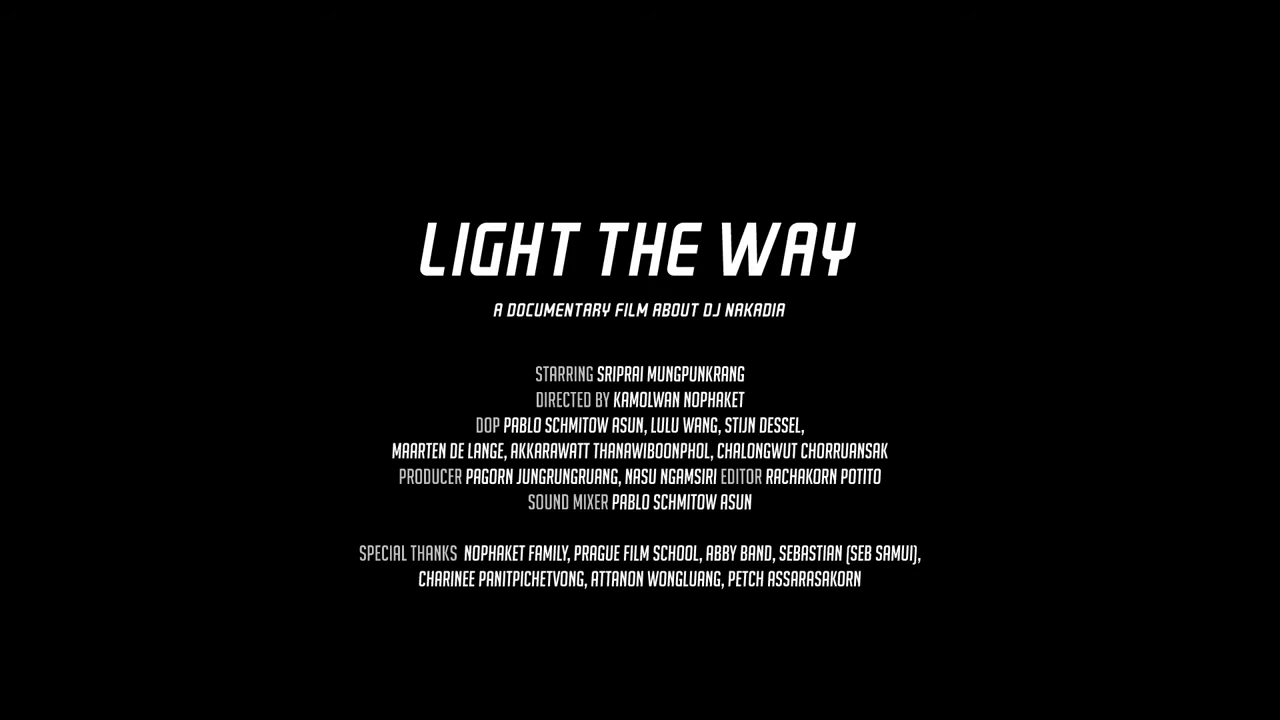 LIGHT THE WAY
A DOCUMENTARY FILM ABOUT DJ NAKADIA
STARRING SRIPRAI MUNGPUNKRANG
DIRECTED BY KAMOLWAN NOPHAKET
DOP PABLO SCHMITOW ASUN, LULU WANG, STIJN DESSEL,
MAARTEN DE LANGE, AKKARAWATT THANAWIBOONPHOL, CHALONGWUT CHORRUANSAK
PRODUCER PAGORN JUNGRUNGRUANG, NASU NGAMSIRI EDITOR RACHAKORN POTITO
SOUND MIXER PABLO SCHMITOW ASUN
SPECIAL THANKS NOPHAKET FAMILY, PRAGUE FILM SCHOOL, ABBY BAND, SEBASTIAN (SEB SAMUI),
CHARINEE PANITPICHETVONG, ATTANON WONGLUANG, PETCH ASSARASAKORN